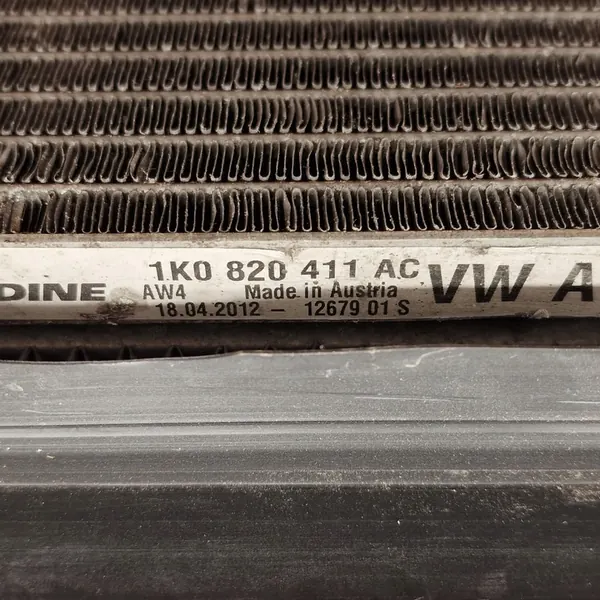 DINE 1K0 820 411 AC VW A
AW4 Made in Austria
18.04.2012 - 12679 01 S